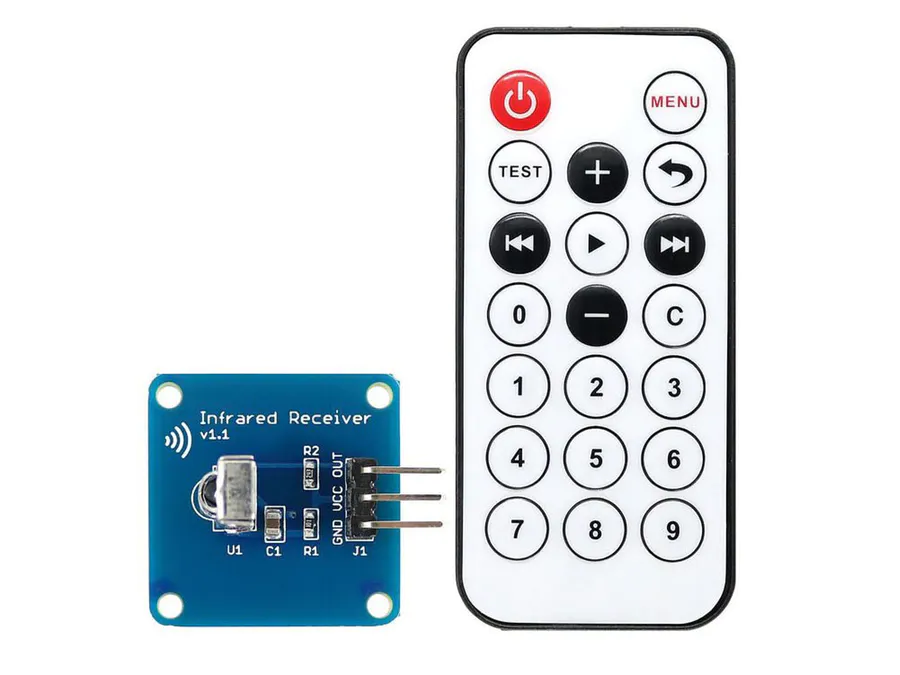 MENU
TEST
0
C
1 2 3
4 5 6
7 8 9
Infrared Receiver
v1.1
R2
OUT
VCC
GND
U1 C1 R1 J1